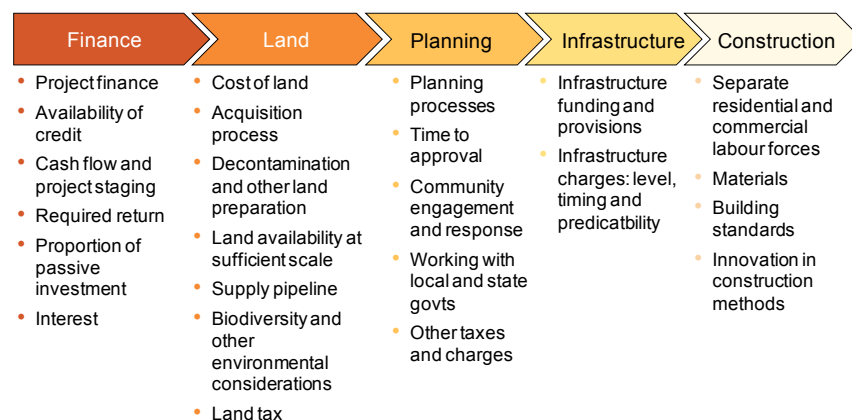 Finance
Land
Planning
Infrastructure
Construction
• Project finance
• Availability of
credit
• Cash flow and
project staging
• Required return
• Proportion of
passive
investment
• Interest
• Cost of land
• Acquisition
process
• Decontamination
and other land
preparation
• Land availability at
sufficient scale
• Supply pipeline
• Biodiversity and
other
environmental
considerations
• Land tax
• Planning
processes
• Time to
approval
• Community
engagement
and response
• Working with
local and state
govts
• Other taxes
and charges
• Infrastructure
funding and
provisions
• Infrastructure
charges: level,
timing and
predicatbility
• Separate
residential and
commercial
labour forces
• Materials
• Building
standards
• Innovation in
construction
methods